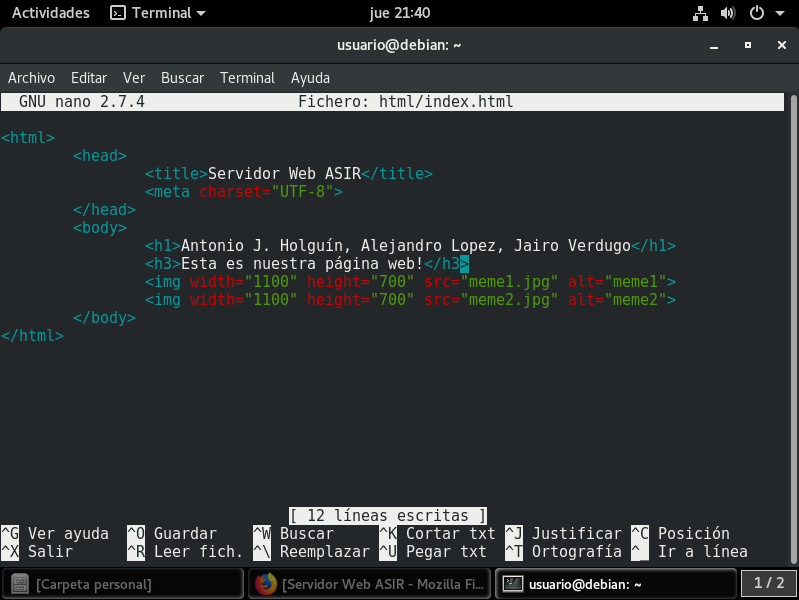 Actividades Terminal jue 21:40
usuario@debian: ~
Archivo Editar Ver Buscar Terminal Ayuda
GNU nano 2.7.4 Fichero: html/index.html
<html>
<head>
<title>Servidor Web ASIR</title>
<meta charset="UTF-8">
</head>
<body>
<h1>Antonio J. Holguín, Alejandro Lopez, Jairo Verdugo</h1>
<h3>Esta es nuestra página web!</h3>
<img width="1100" height="700" src="meme1.jpg" alt="meme1">
<img width="1100" height="700" src="meme2.jpg" alt="meme2">
</body>
</html>
[ 12 líneas escritas ]
^G Ver ayuda ^O Guardar ^W Buscar ^K Cortar txt ^J Justificar ^C Posición
^X Salir ^R Leer fich. ^\ Reemplazar ^U Pegar txt ^T Ortografía ^_ Ir a línea
[Carpeta personal] [Servidor Web ASIR - Mozilla Fi... usuario@debian: ~ 1 / 2